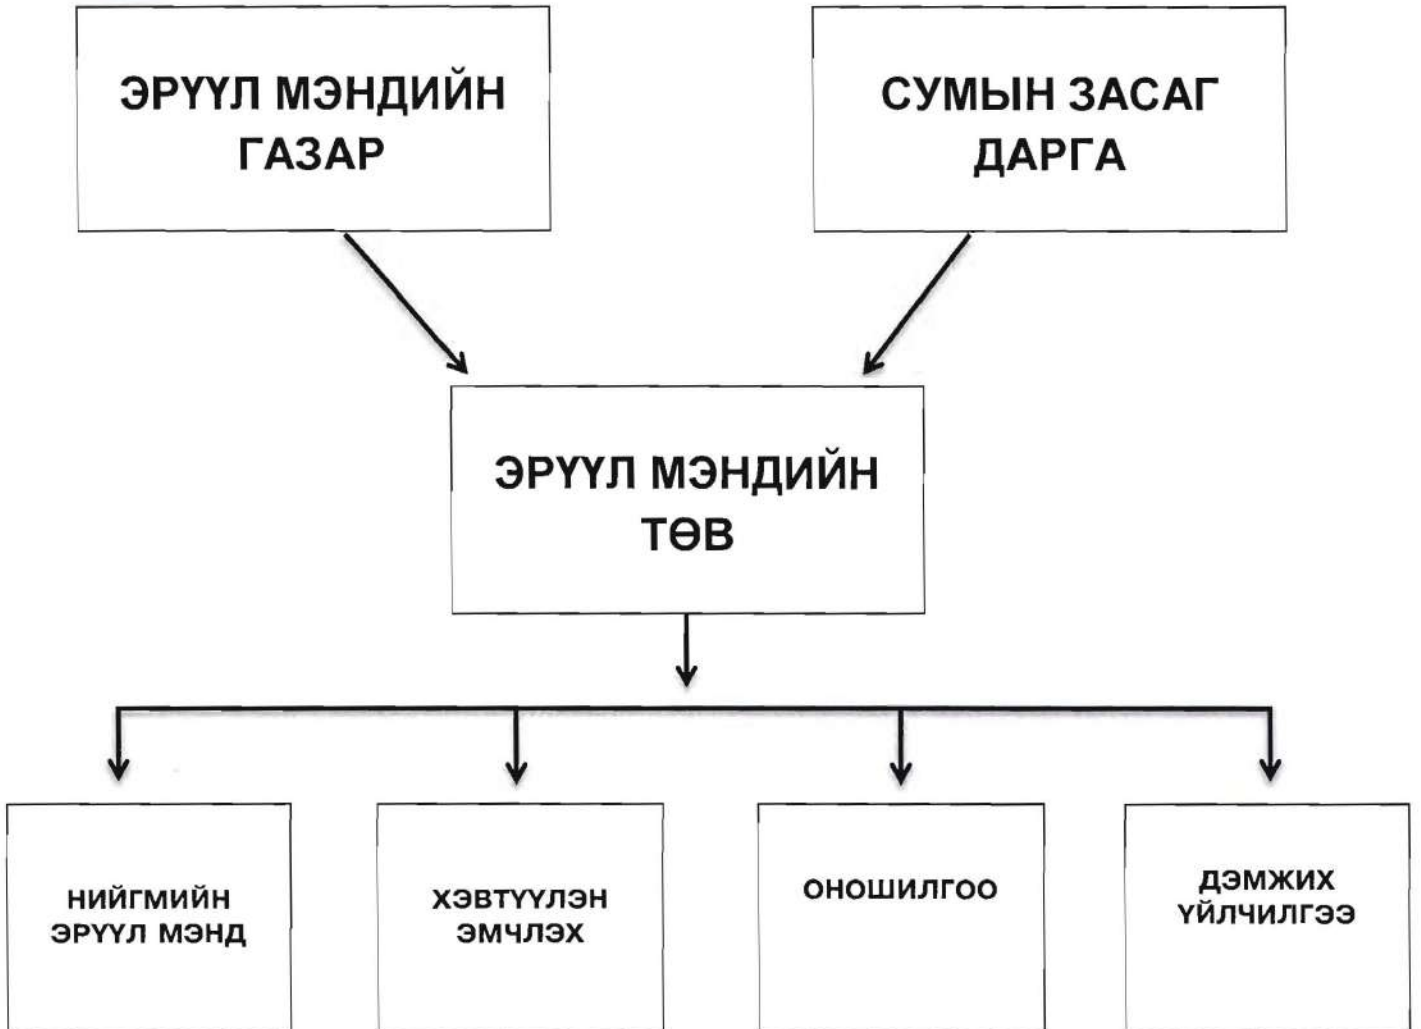 ЭРҮҮЛ МЭНДИЙН
ГАЗАР
СУМЫН ЗАСАГ
ДАРГА
ЭРҮҮЛ МЭНДИЙН
ТӨВ
НИЙГМИЙН
ЭРҮҮЛ МЭНД
ХЭВТҮҮЛЭН
ЭМЧЛЭХ
ОНОШИЛГОО
ДЭМЖИХ
ҮЙЛЧИЛГЭЭ